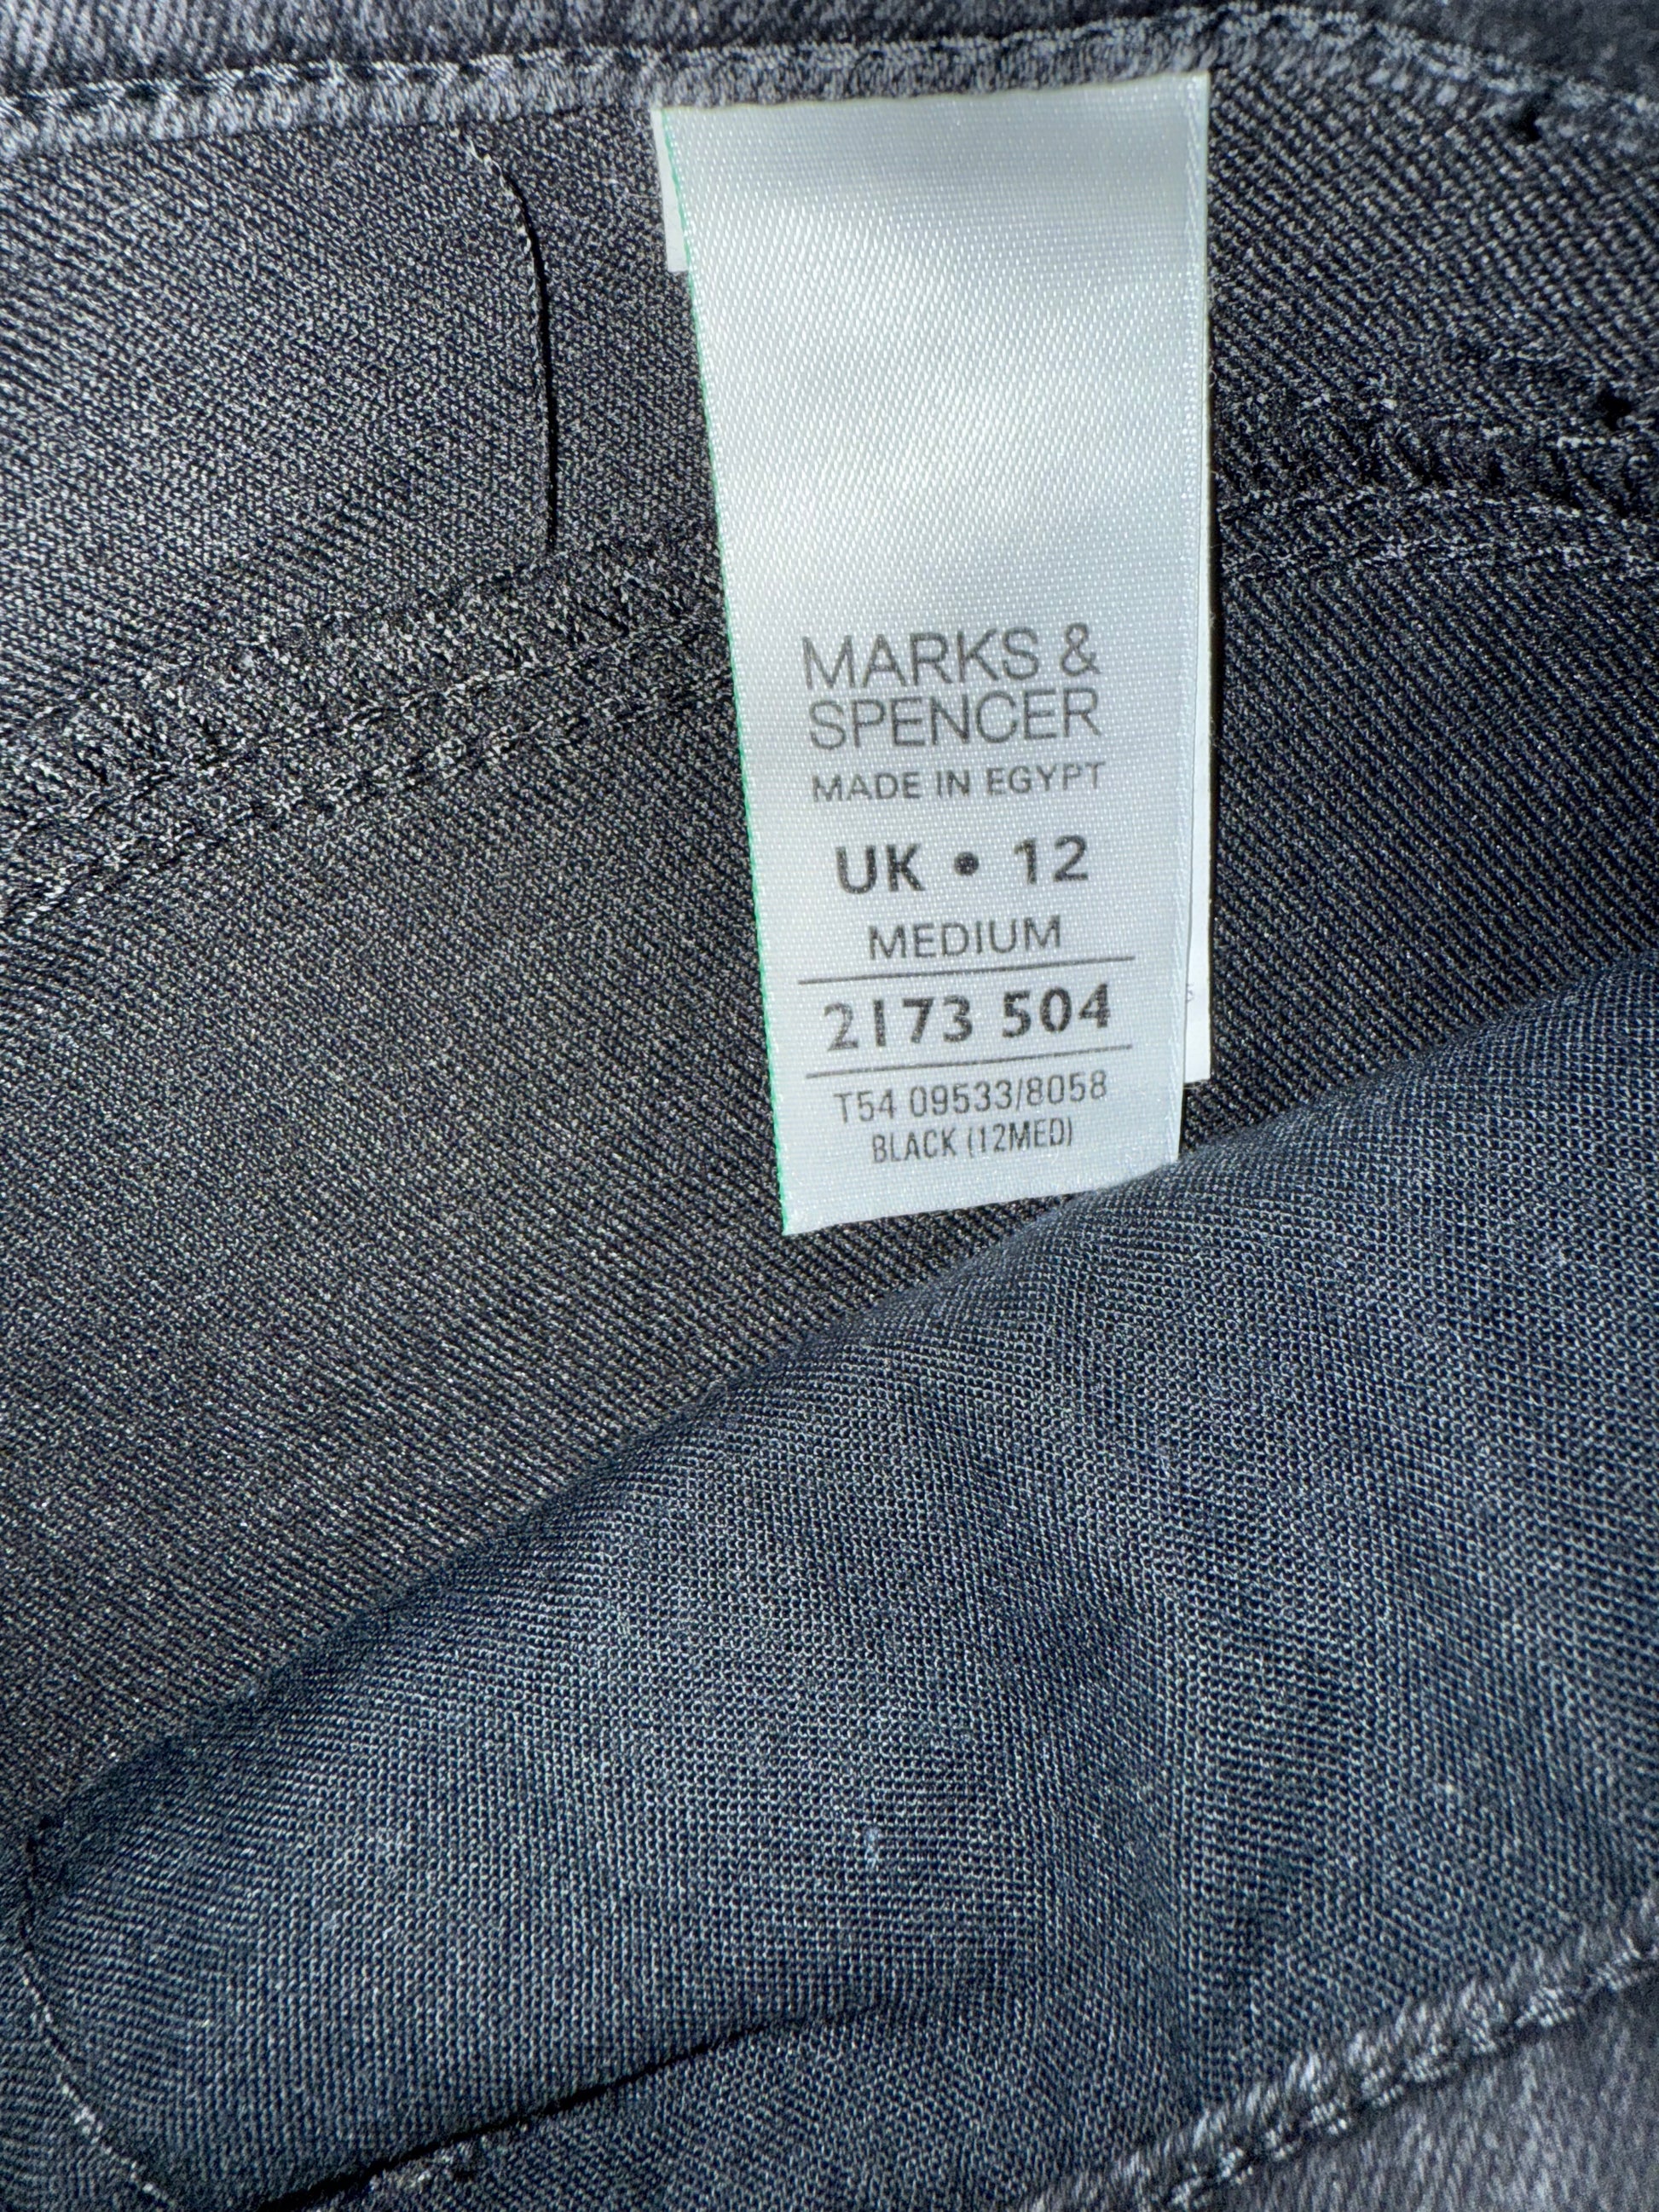 MARKS &
SPENCER
MADE IN EGYPT
UK • 12
MEDIUM
2173 504
T54 09533/8058
BLACK (12MED)